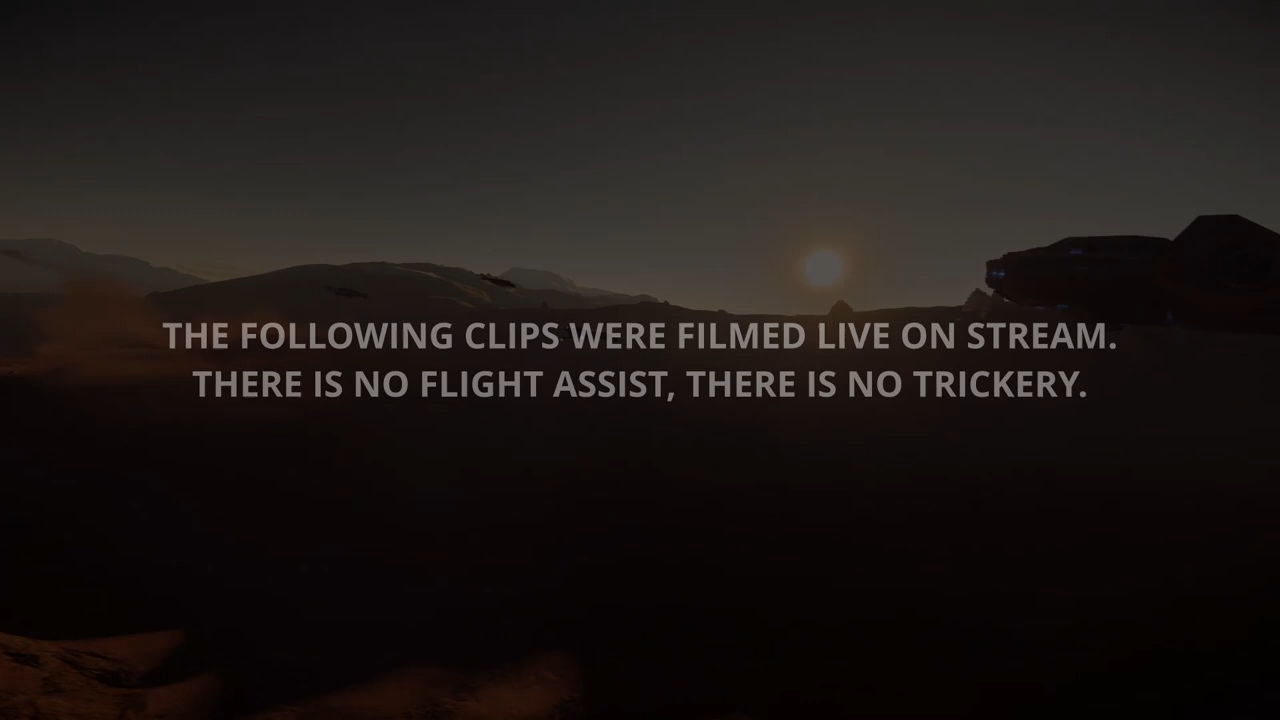 THE FOLLOWING CLIPS WERE FILMED LIVE ON STREAM.
THERE IS NO FLIGHT ASSIST, THERE IS NO TRICKERY.